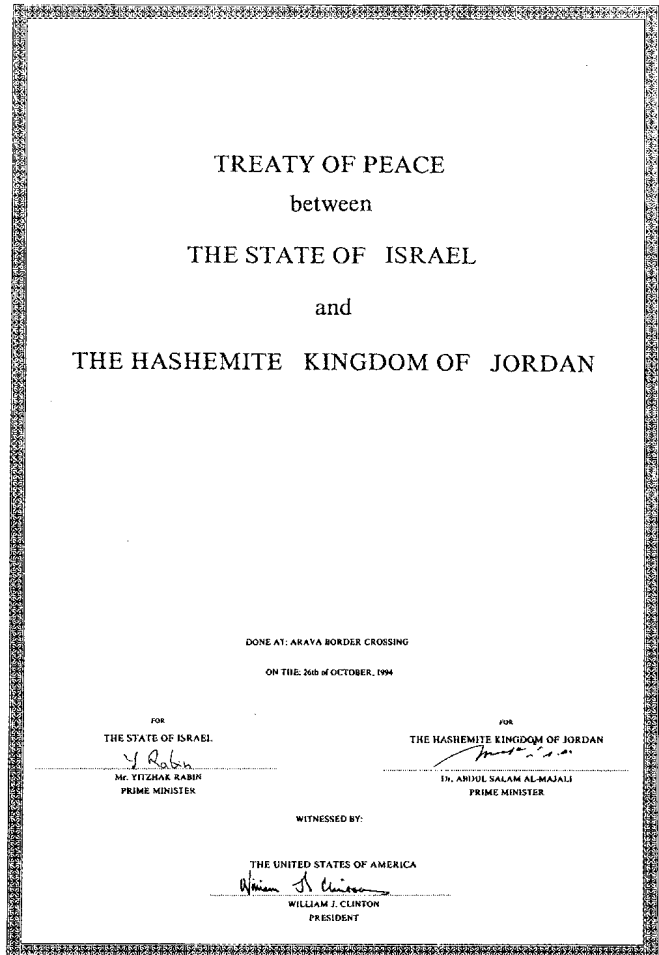 TREATY OF PEACE
between
THE STATE OF ISRAEL
and
THE HASHEMITE KINGDOM OF JORDAN
DONE AT: ARAVA BORDER CROSSING
ON THE: 26th of OCTOBER, 1994
FOR
THE STATE OF ISRAEL
Y Rabin
Mr. YITZHAK RABIN
PRIME MINISTER
FOR
THE HASHEMITE KINGDOM OF JORDAN
Dr. ABDUL SALAM AL-MAJALI
PRIME MINISTER
WITNESSED BY:
THE UNITED STATES OF AMERICA
William J Clinton
WILLIAM J. CLINTON
PRESIDENT